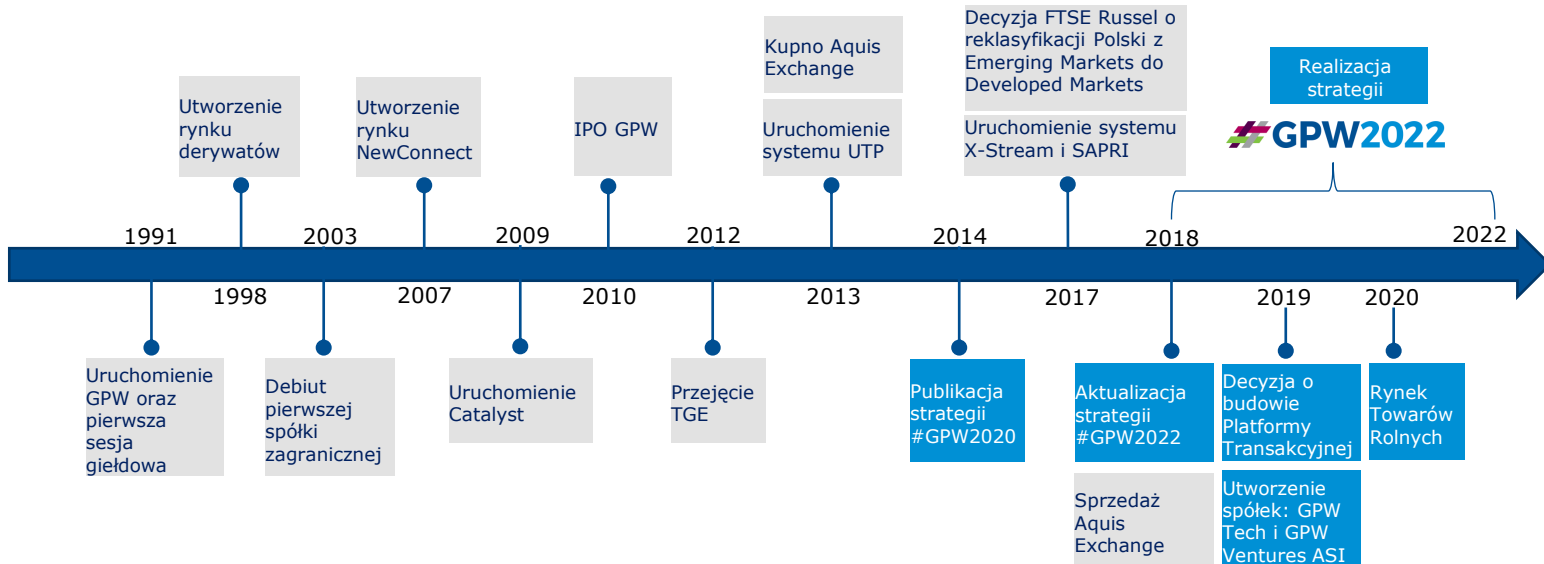 Decyzja FTSE Russel o
reklasyfikacji Polski z
Emerging Markets do
Developed Markets
Kupno Aquis
Exchange
Realizacja
strategii
Utworzenie
rynku
derywatów
Utworzenie
rynku
NewConnect
IPO GPW
Uruchomienie
systemu UTP
Uruchomienie systemu
X-Stream i SAPRI
#GPW2022
1991
2003
2009
2012
2014
2018
2022
1998
2007
2010
2013
2017
2019
2020
Uruchomienie
GPW oraz
pierwsza
sesja
giełdowa
Debiut
pierwszej
spółki
zagranicznej
Uruchomienie
Catalyst
Przejęcie
TGE
Publikacja
strategii
#GPW2020
Aktualizacja
strategii
#GPW2022
Decyzja o
budowie
Platformy
Transakcyjnej
Rynek
Towarów
Rolnych
Sprzedaż
Aquis
Exchange
Utworzenie
spółek: GPW
Tech i GPW
Ventures ASI